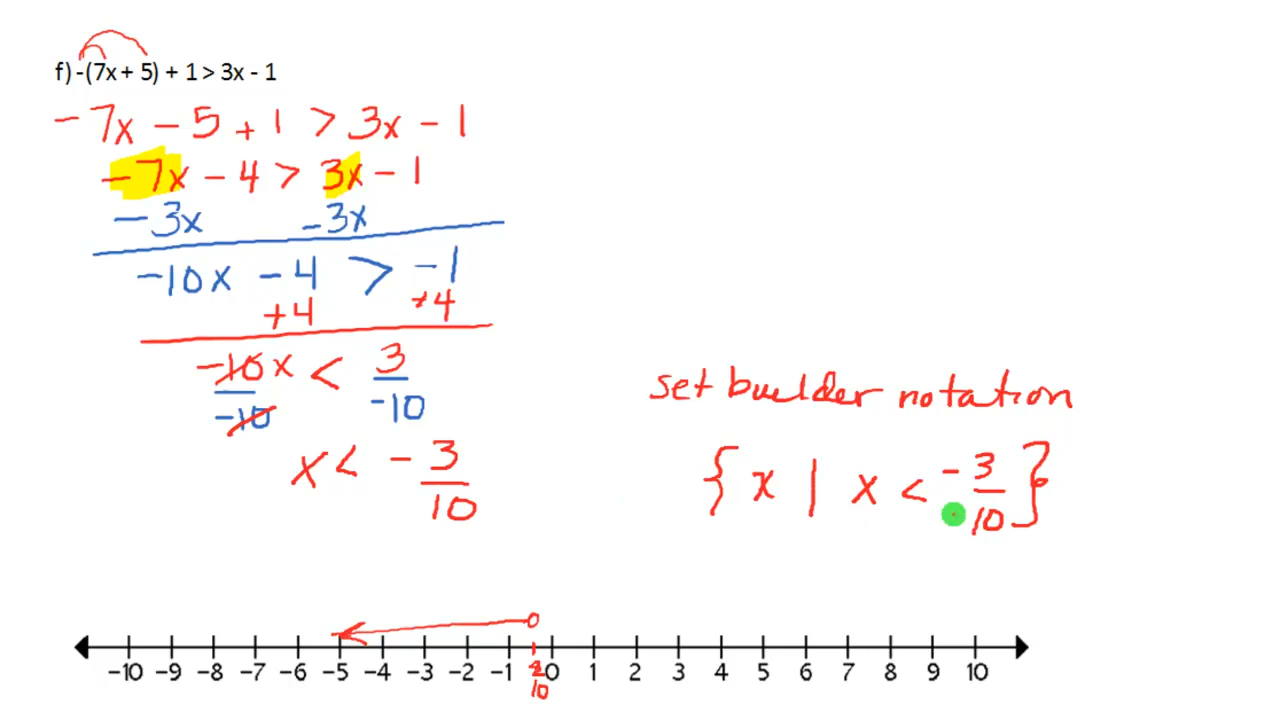 f) -(7x + 5) + 1 > 3x - 1
-7x - 5 + 1 > 3x - 1
-7x - 4 > 3x - 1
-3x -3x
-10x - 4 > -1
+4 +4
-10x < 3
-10 -10
x < - 3/10
set builder notation
{ x | x < - 3/10 }
-10 -9 -8 -7 -6 -5 -4 -3 -2 -1 0 1 2 3 4 5 6 7 8 9 10
10